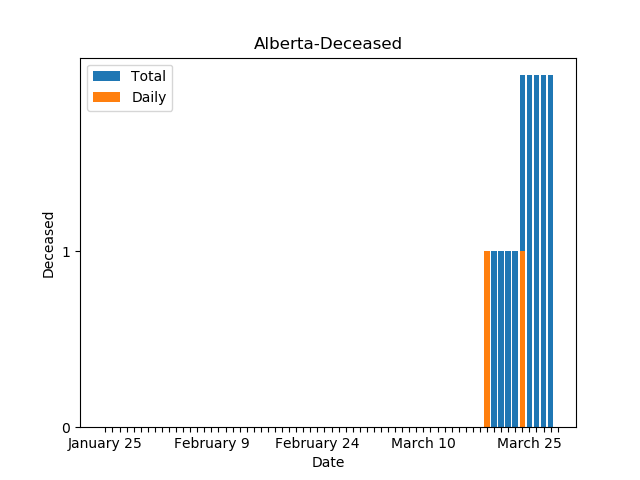 Alberta-Deceased
Total
Daily
Deceased
1
0
January 25 February 9 February 24 March 10 March 25
Date